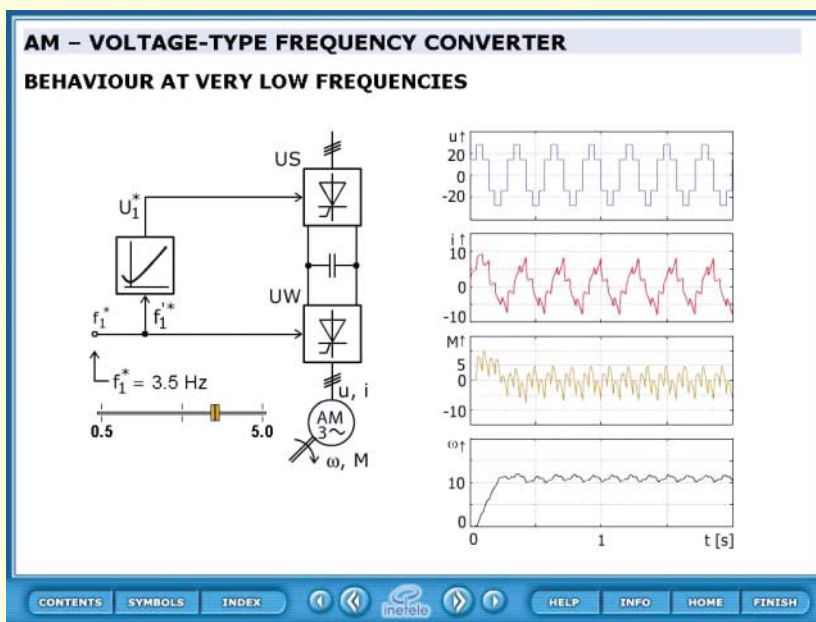 AM – VOLTAGE-TYPE FREQUENCY CONVERTER
BEHAVIOUR AT VERY LOW FREQUENCIES
US
U₁*
UW
f₁*
f₁'*
f₁* = 3.5 Hz
0.5
5.0
u, i
AM
3~
ω, M
u↑
20
0
-20
i↑
10
0
-10
M↑
5
0
-10
ω↑
10
0
0
1
t [s]
CONTENTS
SYMBOLS
INDEX
inetele
HELP
INFO
HOME
FINISH